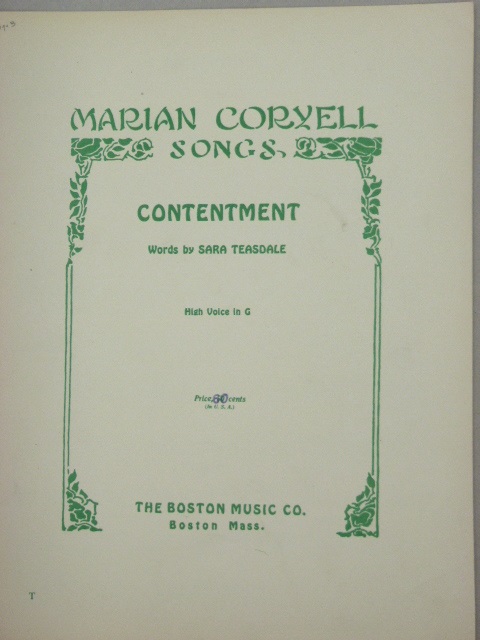 MARIAN CORYELL
SONGS
CONTENTMENT
Words by SARA TEASDALE
High Voice in G
Price 60 cents
(In U. S. A.)
THE BOSTON MUSIC CO.
Boston Mass.
T